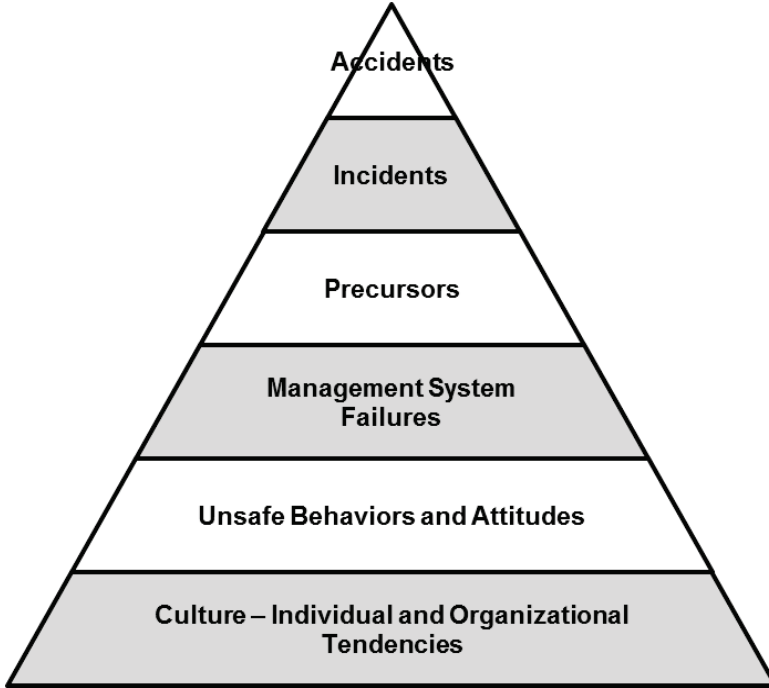 Accidents
Incidents
Precursors
Management System
Failures
Unsafe Behaviors and Attitudes
Culture – Individual and Organizational
Tendencies